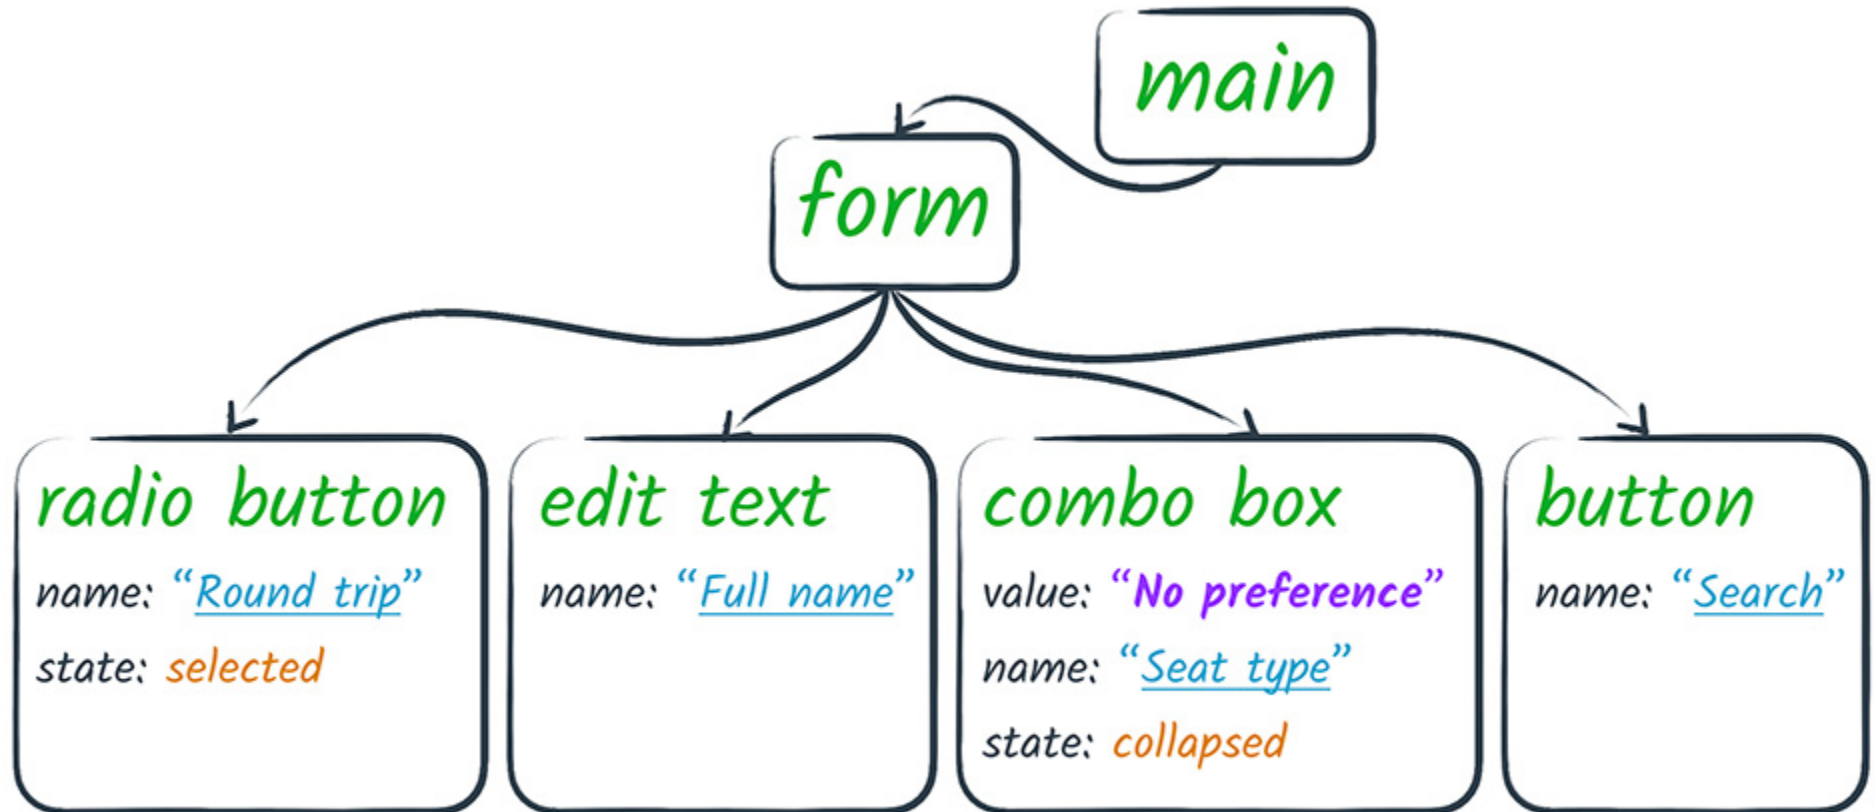 main
form
radio button
name: “Round trip”
state: selected
edit text
name: “Full name”
combo box
value: “No preference”
name: “Seat type”
state: collapsed
button
name: “Search”